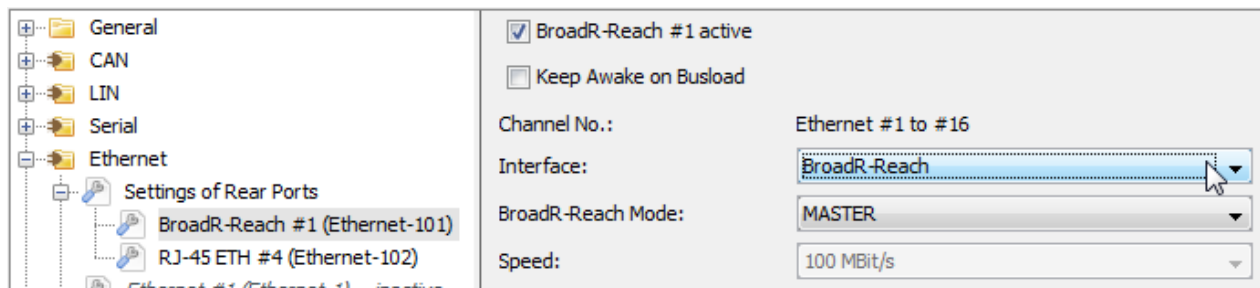 General
CAN
LIN
Serial
Ethernet
Settings of Rear Ports
BroadR-Reach #1 (Ethernet-101)
RJ-45 ETH #4 (Ethernet-102)
BroadR-Reach #1 active
Keep Awake on Busload
Channel No.: Ethernet #1 to #16
Interface: BroadR-Reach
BroadR-Reach Mode: MASTER
Speed: 100 MBit/s